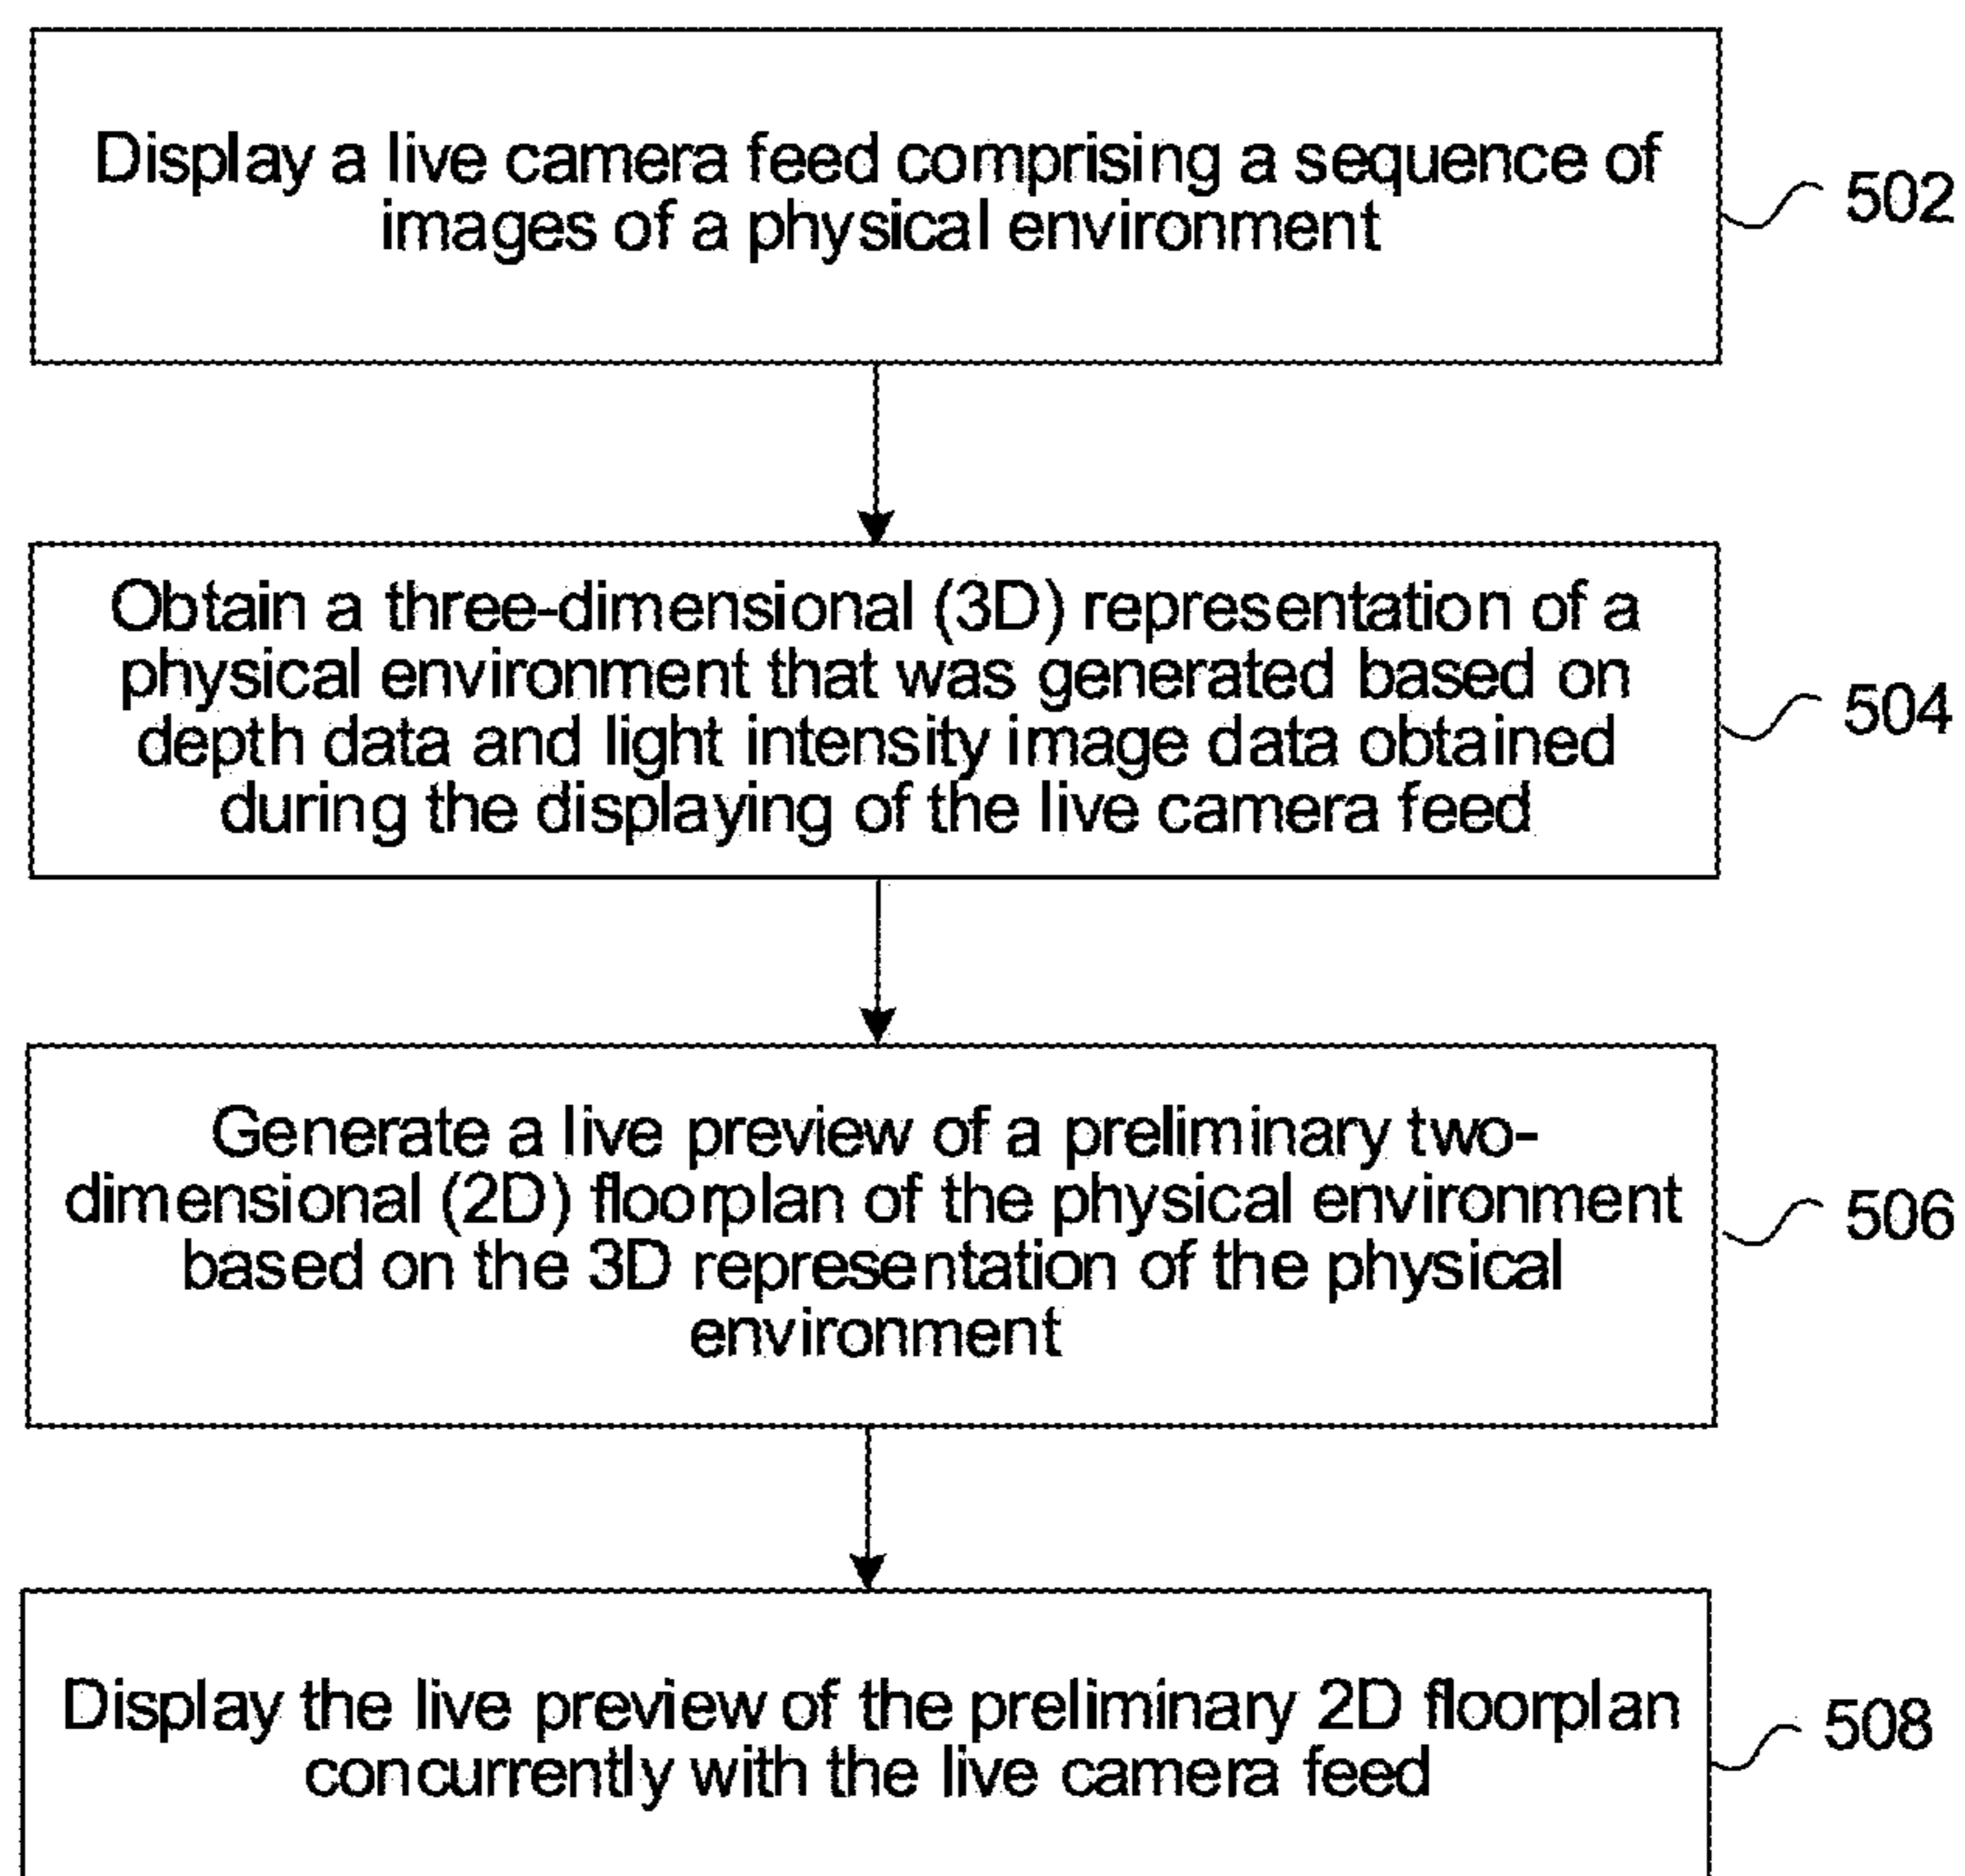 Display a live camera feed comprising a sequence of
images of a physical environment
502
Obtain a three-dimensional (3D) representation of a
physical environment that was generated based on
depth data and light intensity image data obtained
during the displaying of the live camera feed
504
Generate a live preview of a preliminary two-
dimensional (2D) floorplan of the physical environment
based on the 3D representation of the physical
environment
506
Display the live preview of the preliminary 2D floorplan
concurrently with the live camera feed
508